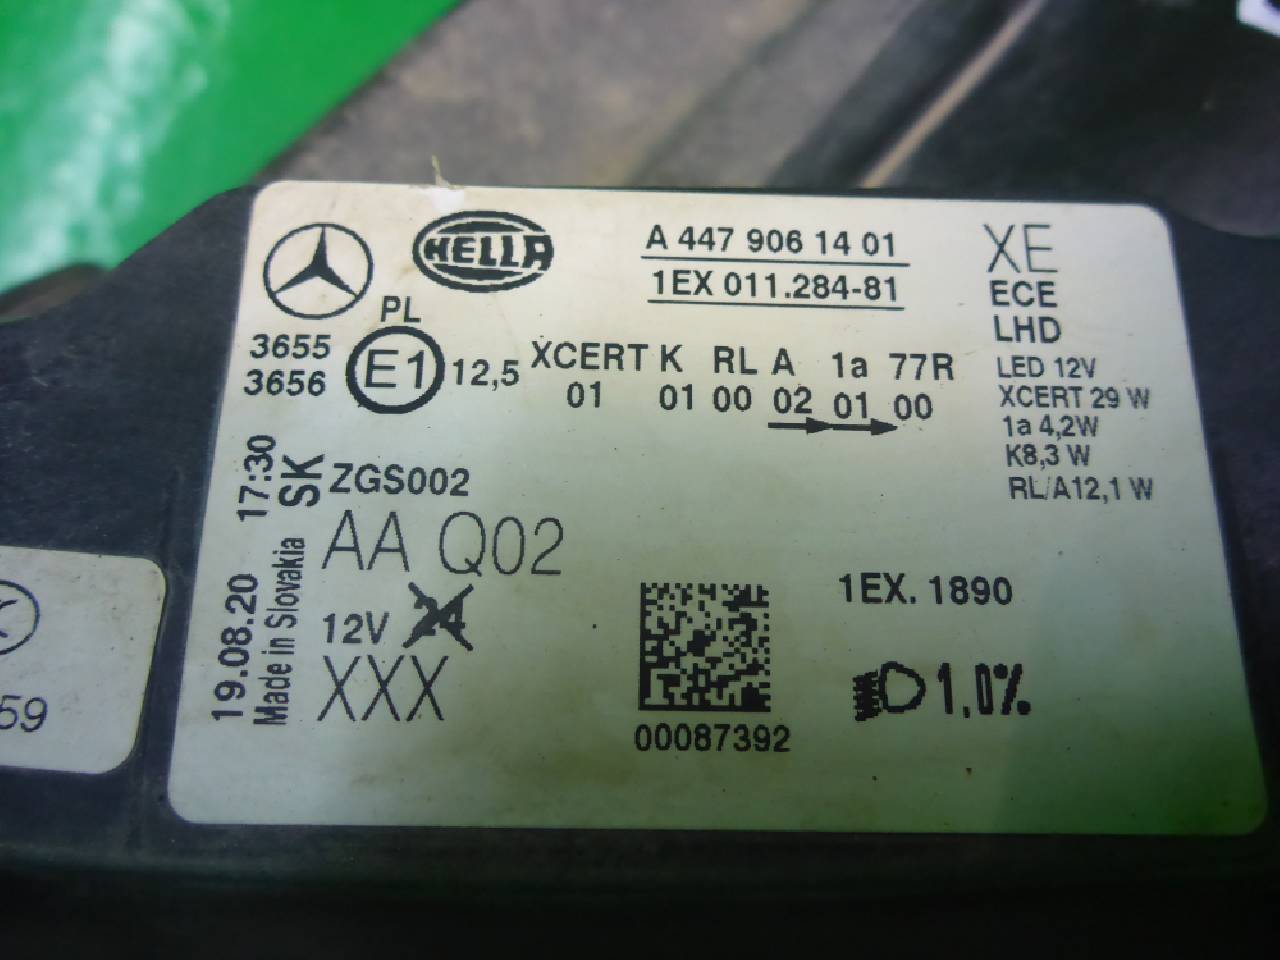 HELLA
A 447 906 14 01
1EX 011.284-81
XE
ECE
LHD
LED 12V
XCERT 29 W
1a 4,2W
K8,3 W
RL/A12,1 W
PL
3655
3656
E1
12,5
XCERT K RL A 1a 77R
01 01 00 02 01 00
19.08.20 17:30
Made in Slovakia SK
ZGS002
AA Q02
12V 24
XXX
00087392
1EX. 1890
1,0%
59